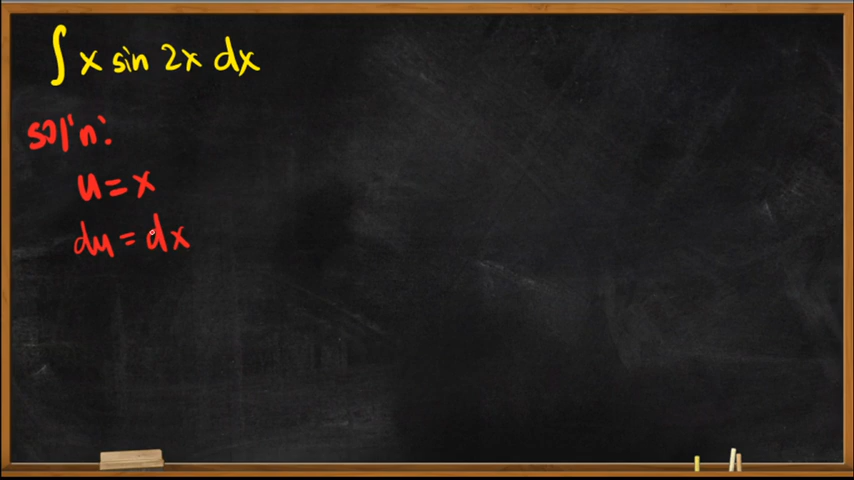 ∫ x sin 2x dx
sol'n:
u = x
du = dx